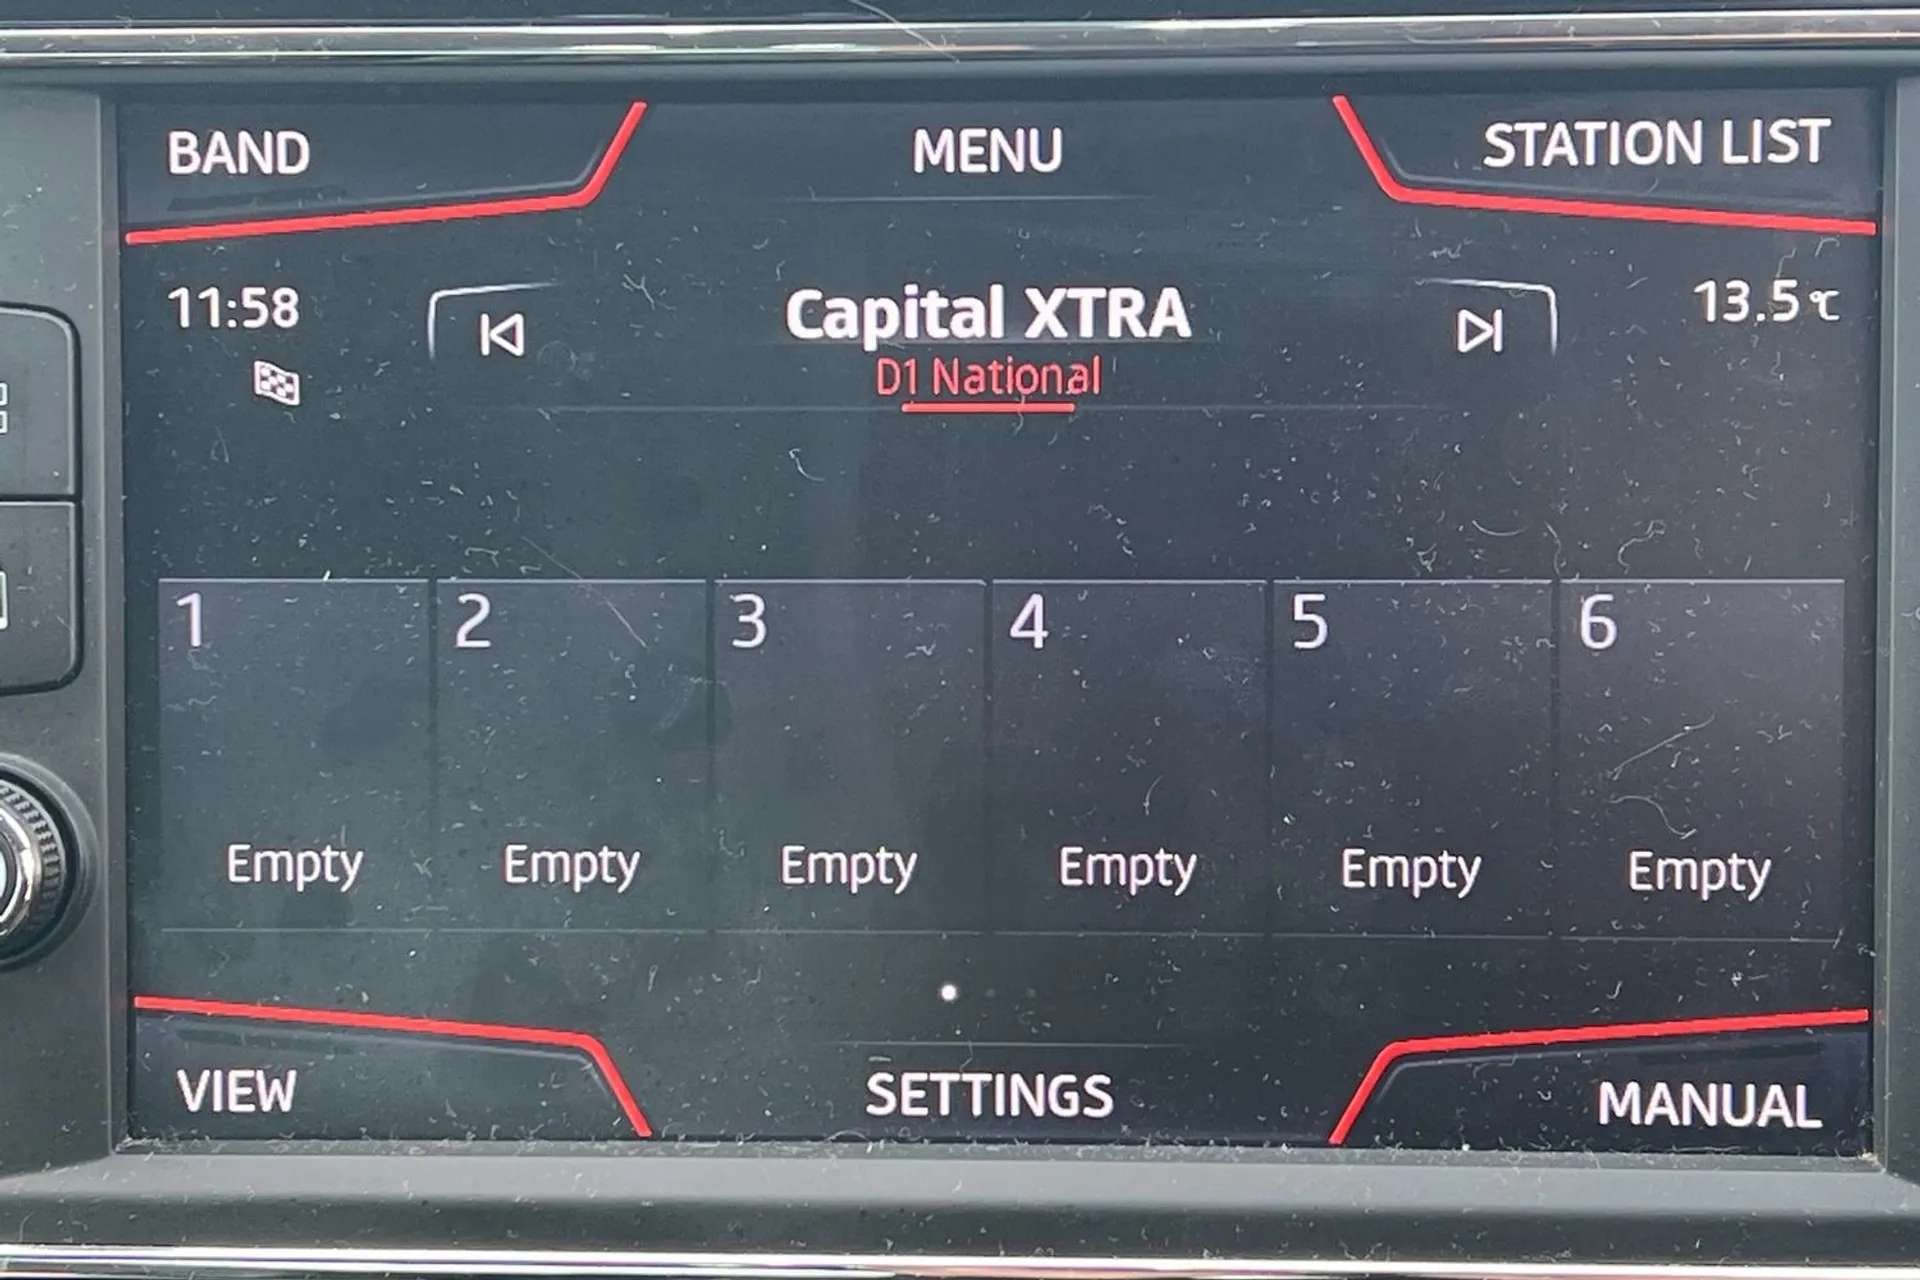 BAND MENU STATION LIST
11:58 Capital XTRA 13.5°C
D1 National
1 2 3 4 5 6
Empty Empty Empty Empty Empty Empty
VIEW SETTINGS MANUAL